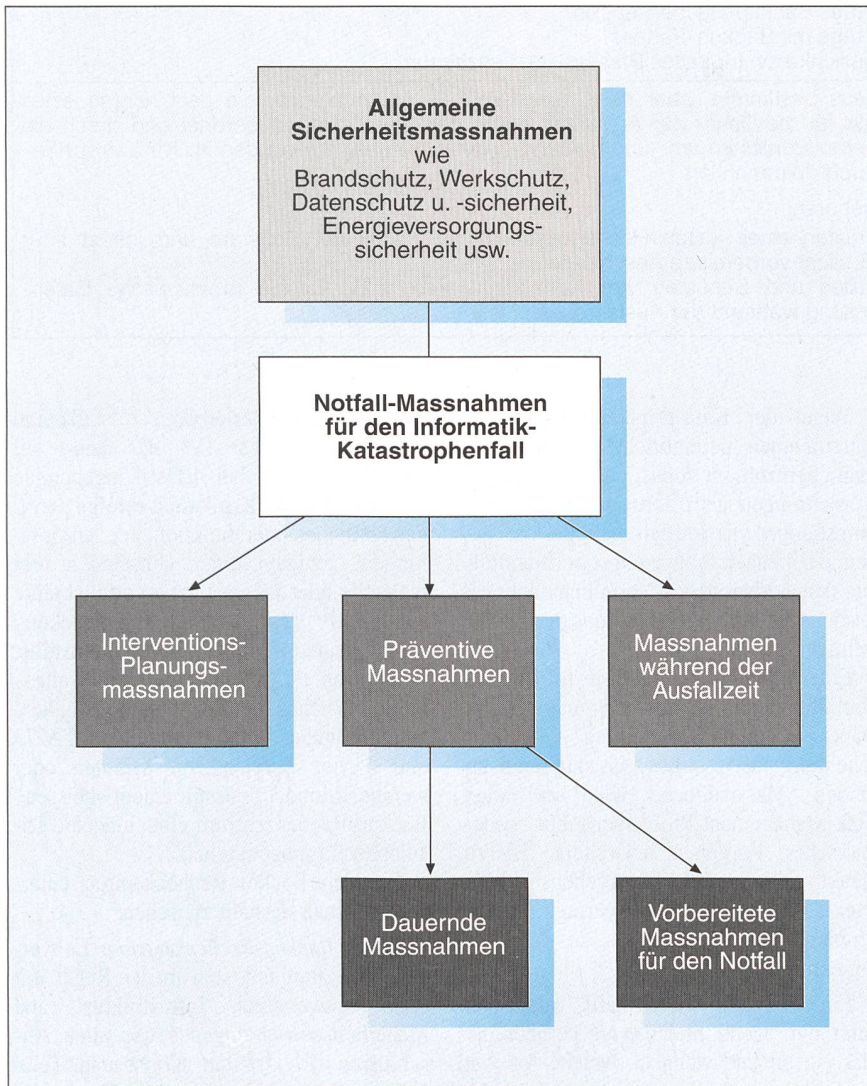 Allgemeine
Sicherheitsmassnahmen
wie
Brandschutz, Werkschutz,
Datenschutz u. -sicherheit,
Energieversorgungs-
sicherheit usw.
Notfall-Massnahmen
für den Informatik-
Katastrophenfall
Interventions-
Planungs-
massnahmen
Präventive
Massnahmen
Massnahmen
während der
Ausfallzeit
Dauernde
Massnahmen
Vorbereitete
Massnahmen
für den Notfall